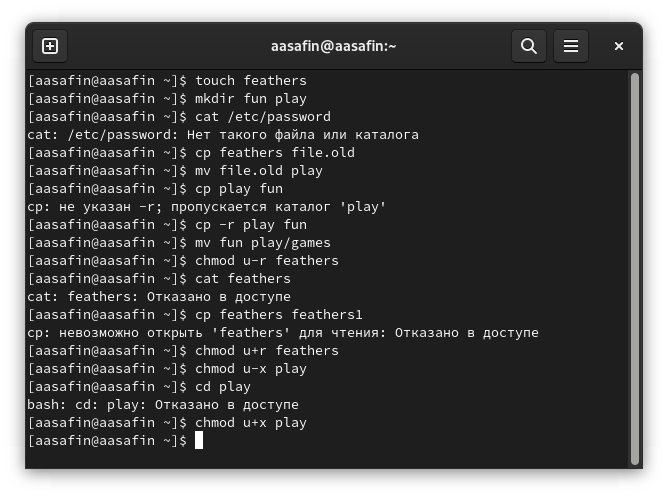 aasafin@aasafin:~
[aasafin@aasafin ~]$ touch feathers
[aasafin@aasafin ~]$ mkdir fun play
[aasafin@aasafin ~]$ cat /etc/password
cat: /etc/password: Нет такого файла или каталога
[aasafin@aasafin ~]$ cp feathers file.old
[aasafin@aasafin ~]$ mv file.old play
[aasafin@aasafin ~]$ cp play fun
cp: не указан -r; пропускается каталог 'play'
[aasafin@aasafin ~]$ cp -r play fun
[aasafin@aasafin ~]$ mv fun play/games
[aasafin@aasafin ~]$ chmod u-r feathers
[aasafin@aasafin ~]$ cat feathers
cat: feathers: Отказано в доступе
[aasafin@aasafin ~]$ cp feathers feathers1
cp: невозможно открыть 'feathers' для чтения: Отказано в доступе
[aasafin@aasafin ~]$ chmod u+r feathers
[aasafin@aasafin ~]$ chmod u-x play
[aasafin@aasafin ~]$ cd play
bash: cd: play: Отказано в доступе
[aasafin@aasafin ~]$ chmod u+x play
[aasafin@aasafin ~]$